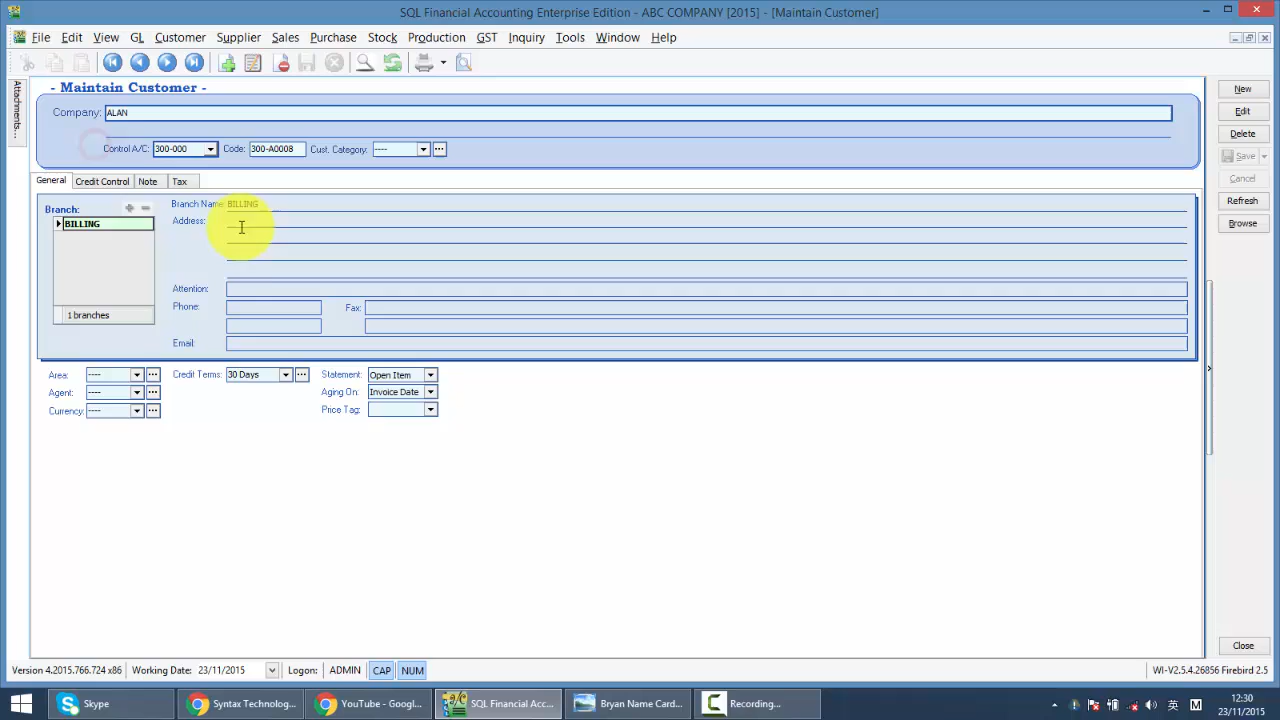 SQL Financial Accounting Enterprise Edition - ABC COMPANY [2015] - [Maintain Customer]
File Edit View GL Customer Supplier Sales Purchase Stock Production GST Inquiry Tools Window Help
Attachments...
- Maintain Customer -
Company: ALAN
Control A/C: 300-000 Code: 300-A0008 Cust. Category: ----
General Credit Control Note Tax
Branch:
BILLING
1 branches
Branch Name: BILLING
Address:
Attention:
Phone: Fax:
Email:
Area: ---- Credit Terms: 30 Days Statement: Open Item
Agent: ---- Aging On: Invoice Date
Currency: ---- Price Tag:
New
Edit
Delete
Save
Cancel
Refresh
Browse
Close
Version 4.2015.766.724 x86 Working Date: 23/11/2015 Logon: ADMIN CAP NUM WI-V2.5.4.26856 Firebird 2.5
Skype Syntax Technolog... YouTube - Googl... SQL Financial Acc... Bryan Name Card... Recording... 英 M 12:30
23/11/2015